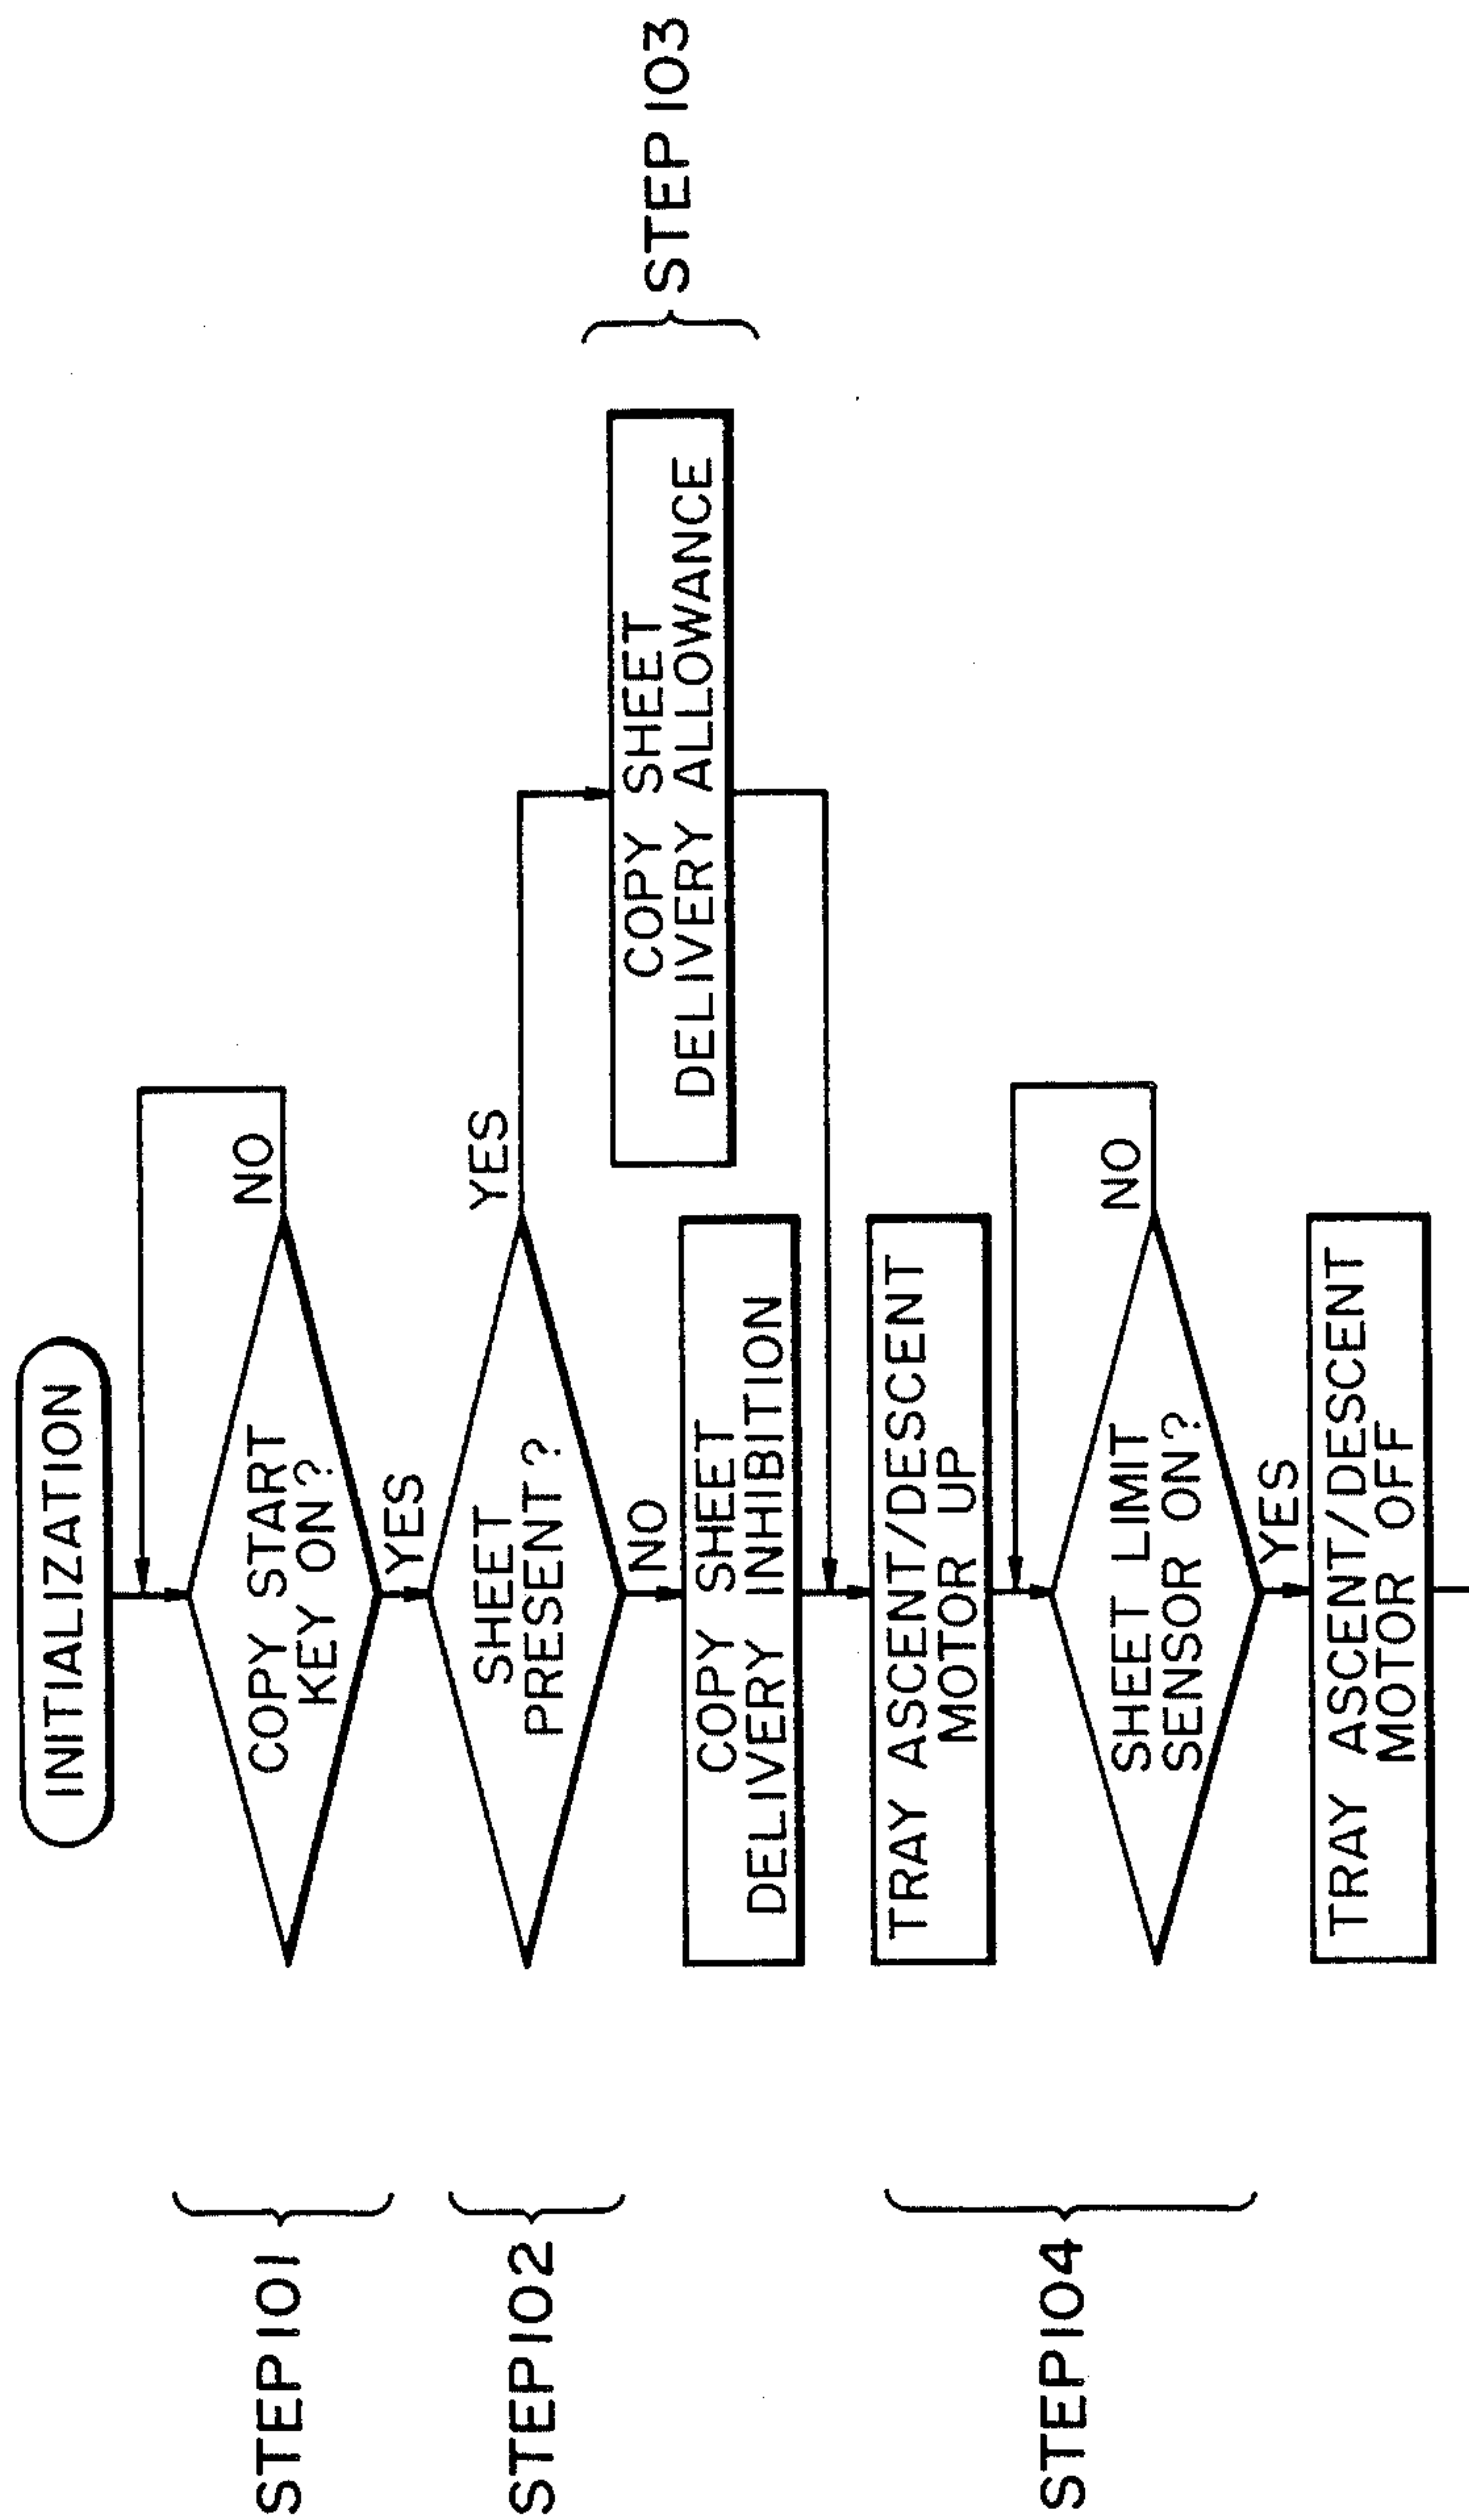 INITIALIZATION
STEP101
COPY START
KEY ON?
NO
YES
STEP102
SHEET
PRESENT?
YES
NO
COPY SHEET
DELIVERY INHIBITION
COPY SHEET
DELIVERY ALLOWANCE
STEP103
TRAY ASCENT/DESCENT
MOTOR UP
STEP104
SHEET LIMIT
SENSOR ON?
NO
YES
TRAY ASCENT/DESCENT
MOTOR OFF